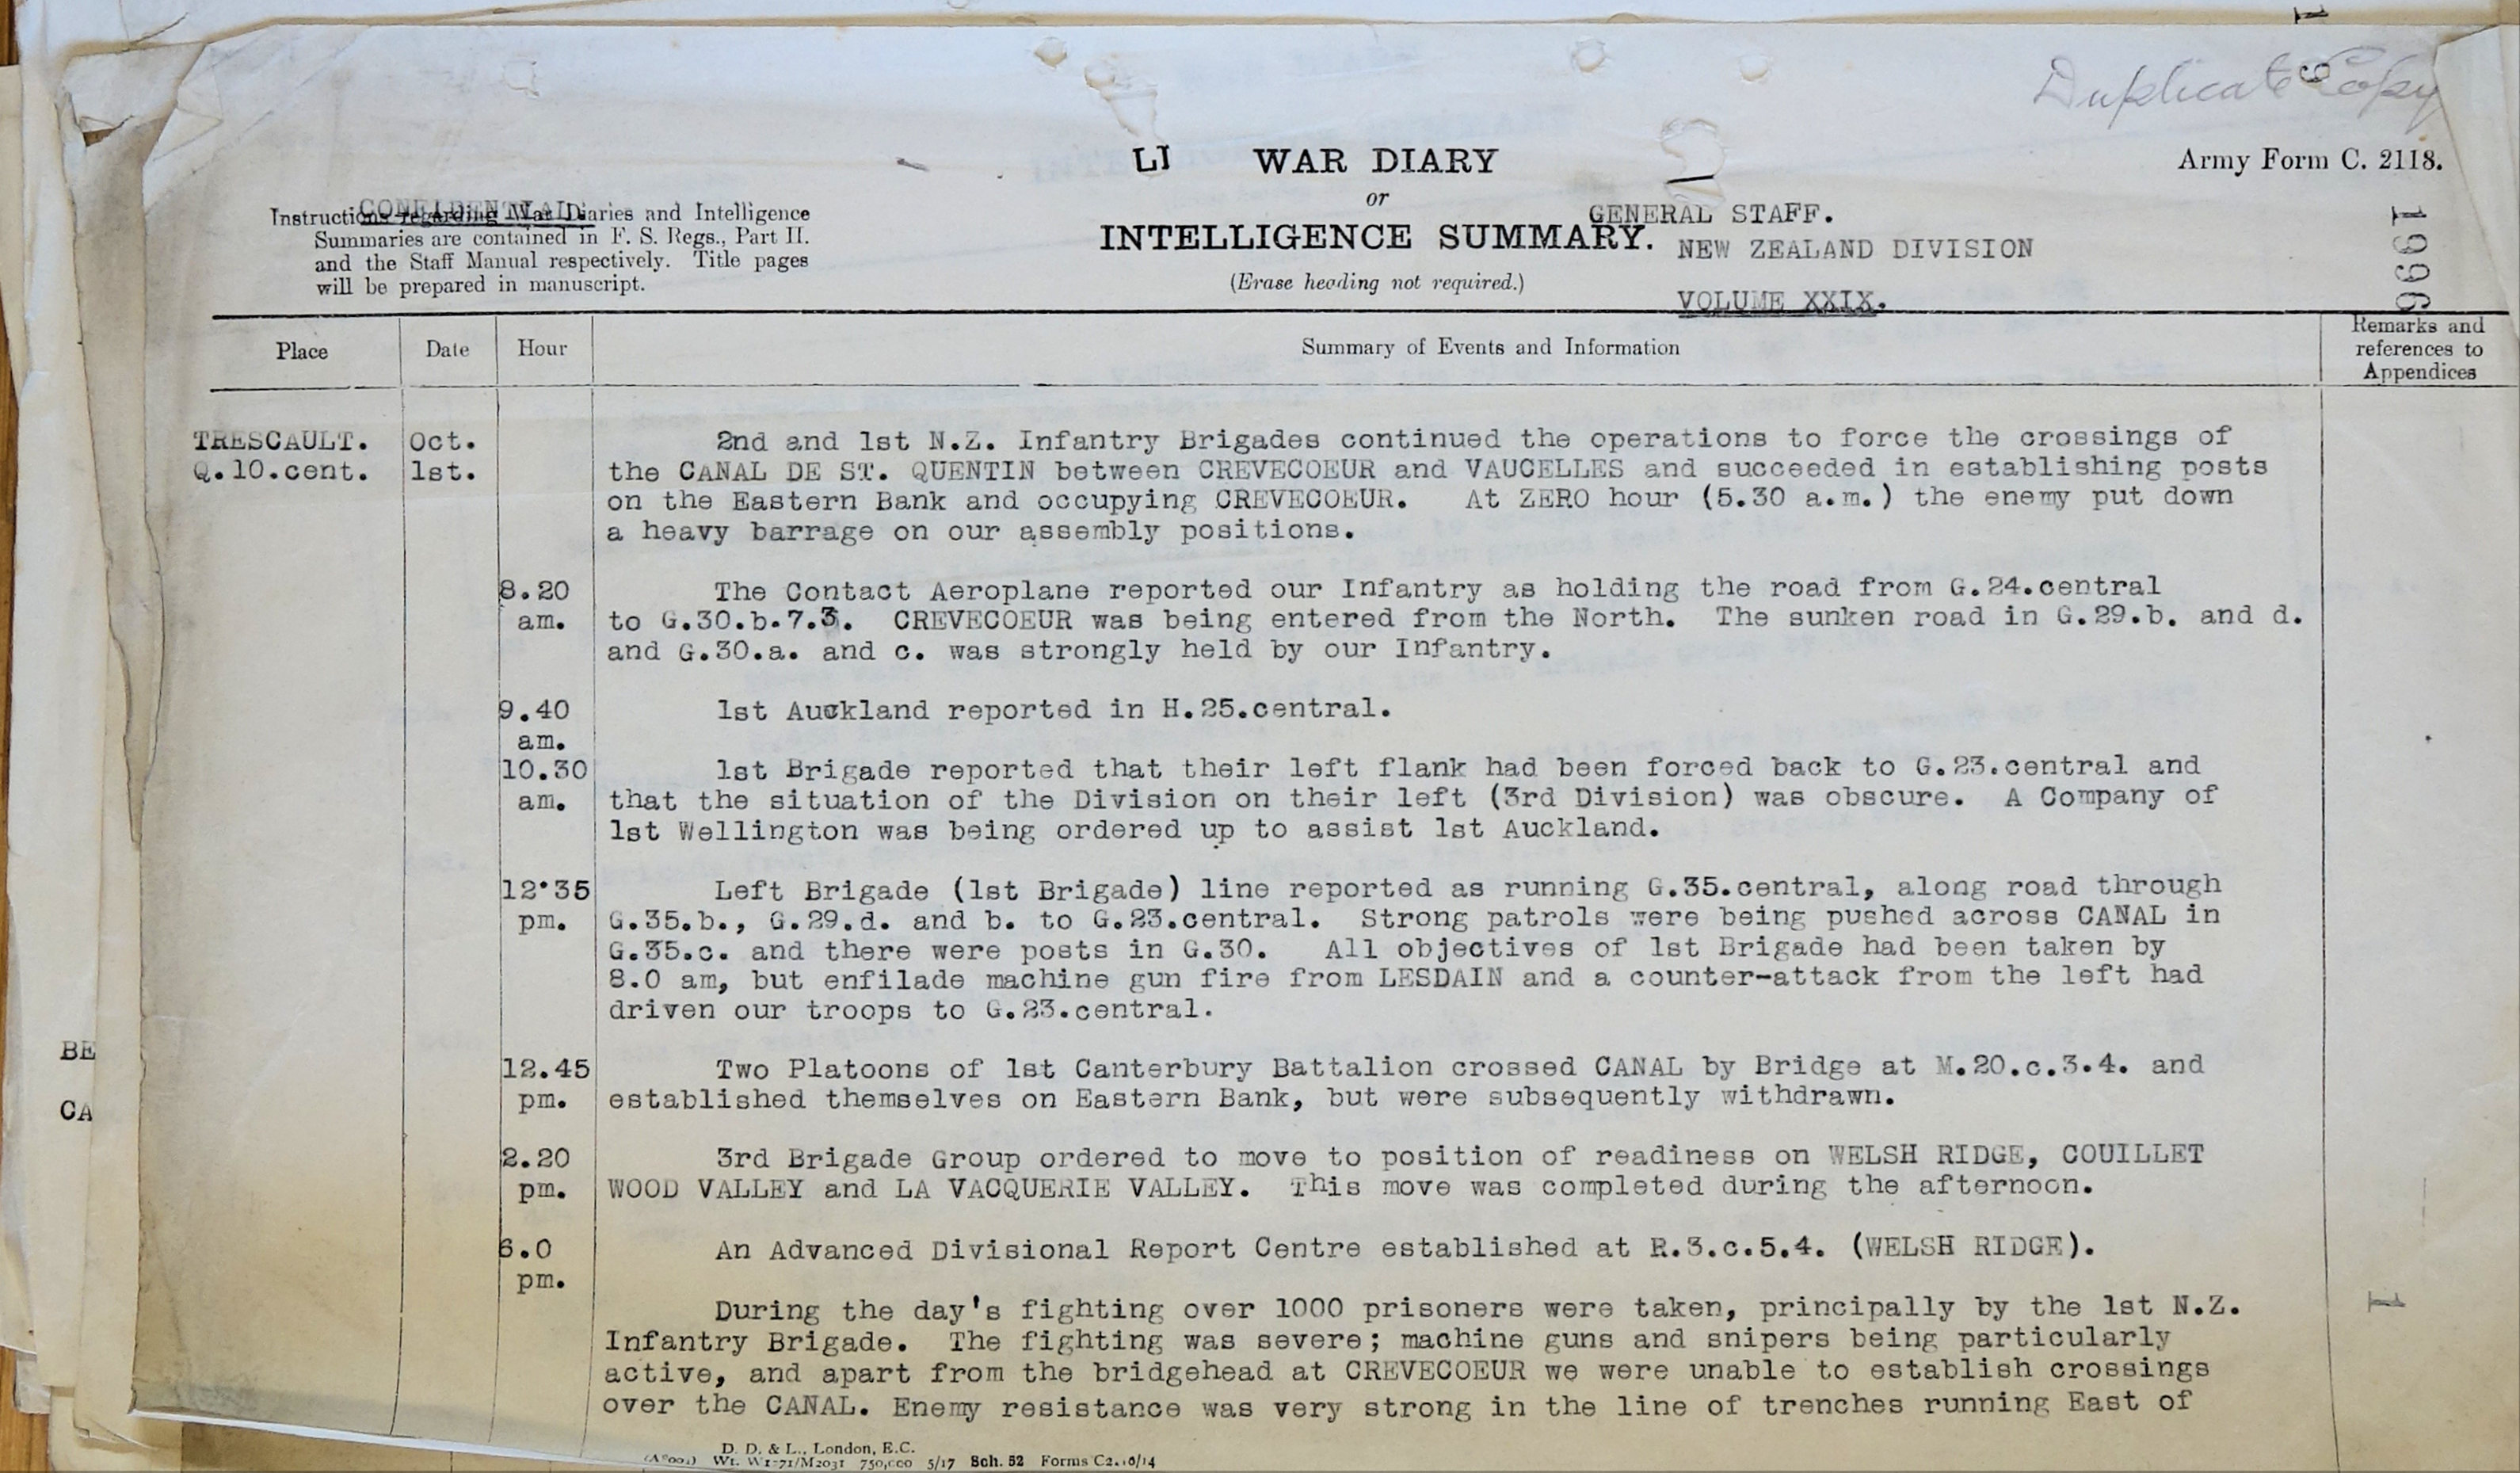 Duplicate Copy
LI WAR DIARY
Army Form C. 2118.
or
CONFIDENTIAL.
Instructions regarding War Diaries and Intelligence
Summaries are contained in F. S. Regs., Part II.
and the Staff Manual respectively. Title pages
will be prepared in manuscript.
INTELLIGENCE SUMMARY.
(Erase heading not required.)
GENERAL STAFF.
NEW ZEALAND DIVISION
VOLUME XXIX.
1996
Place
Date
Hour
Summary of Events and Information
Remarks and
references to
Appendices
TRESCAULT.
Q.10.cent.
Oct.
1st.
2nd and 1st N.Z. Infantry Brigades continued the operations to force the crossings of
the CANAL DE ST. QUENTIN between CREVECOEUR and VAUCELLES and succeeded in establishing posts
on the Eastern Bank and occupying CREVECOEUR. At ZERO hour (5.30 a.m.) the enemy put down
a heavy barrage on our assembly positions.
8.20
am.
The Contact Aeroplane reported our Infantry as holding the road from G.24.central
to G.30.b.7.3. CREVECOEUR was being entered from the North. The sunken road in G.29.b. and d.
and G.30.a. and c. was strongly held by our Infantry.
9.40
am.
1st Auckland reported in H.25.central.
10.30
am.
1st Brigade reported that their left flank had been forced back to G.23.central and
that the situation of the Division on their left (3rd Division) was obscure. A Company of
1st Wellington was being ordered up to assist 1st Auckland.
12.35
pm.
Left Brigade (1st Brigade) line reported as running G.35.central, along road through
G.35.b., G.29.d. and b. to G.23.central. Strong patrols were being pushed across CANAL in
G.35.c. and there were posts in G.30. All objectives of 1st Brigade had been taken by
8.0 am, but enfilade machine gun fire from LESDAIN and a counter-attack from the left had
driven our troops to G.23.central.
12.45
pm.
Two Platoons of 1st Canterbury Battalion crossed CANAL by Bridge at M.20.c.3.4. and
established themselves on Eastern Bank, but were subsequently withdrawn.
2.20
pm.
3rd Brigade Group ordered to move to position of readiness on WELSH RIDGE, COUILLET
WOOD VALLEY and LA VACQUERIE VALLEY. This move was completed during the afternoon.
6.0
pm.
An Advanced Divisional Report Centre established at R.3.c.5.4. (WELSH RIDGE).
During the day's fighting over 1000 prisoners were taken, principally by the 1st N.Z.
Infantry Brigade. The fighting was severe; machine guns and snipers being particularly
active, and apart from the bridgehead at CREVECOEUR we were unable to establish crossings
over the CANAL. Enemy resistance was very strong in the line of trenches running East of
BE
CA
1
D. D. & L., London, E.C.
750,000 5/17 Sch. 52 Forms